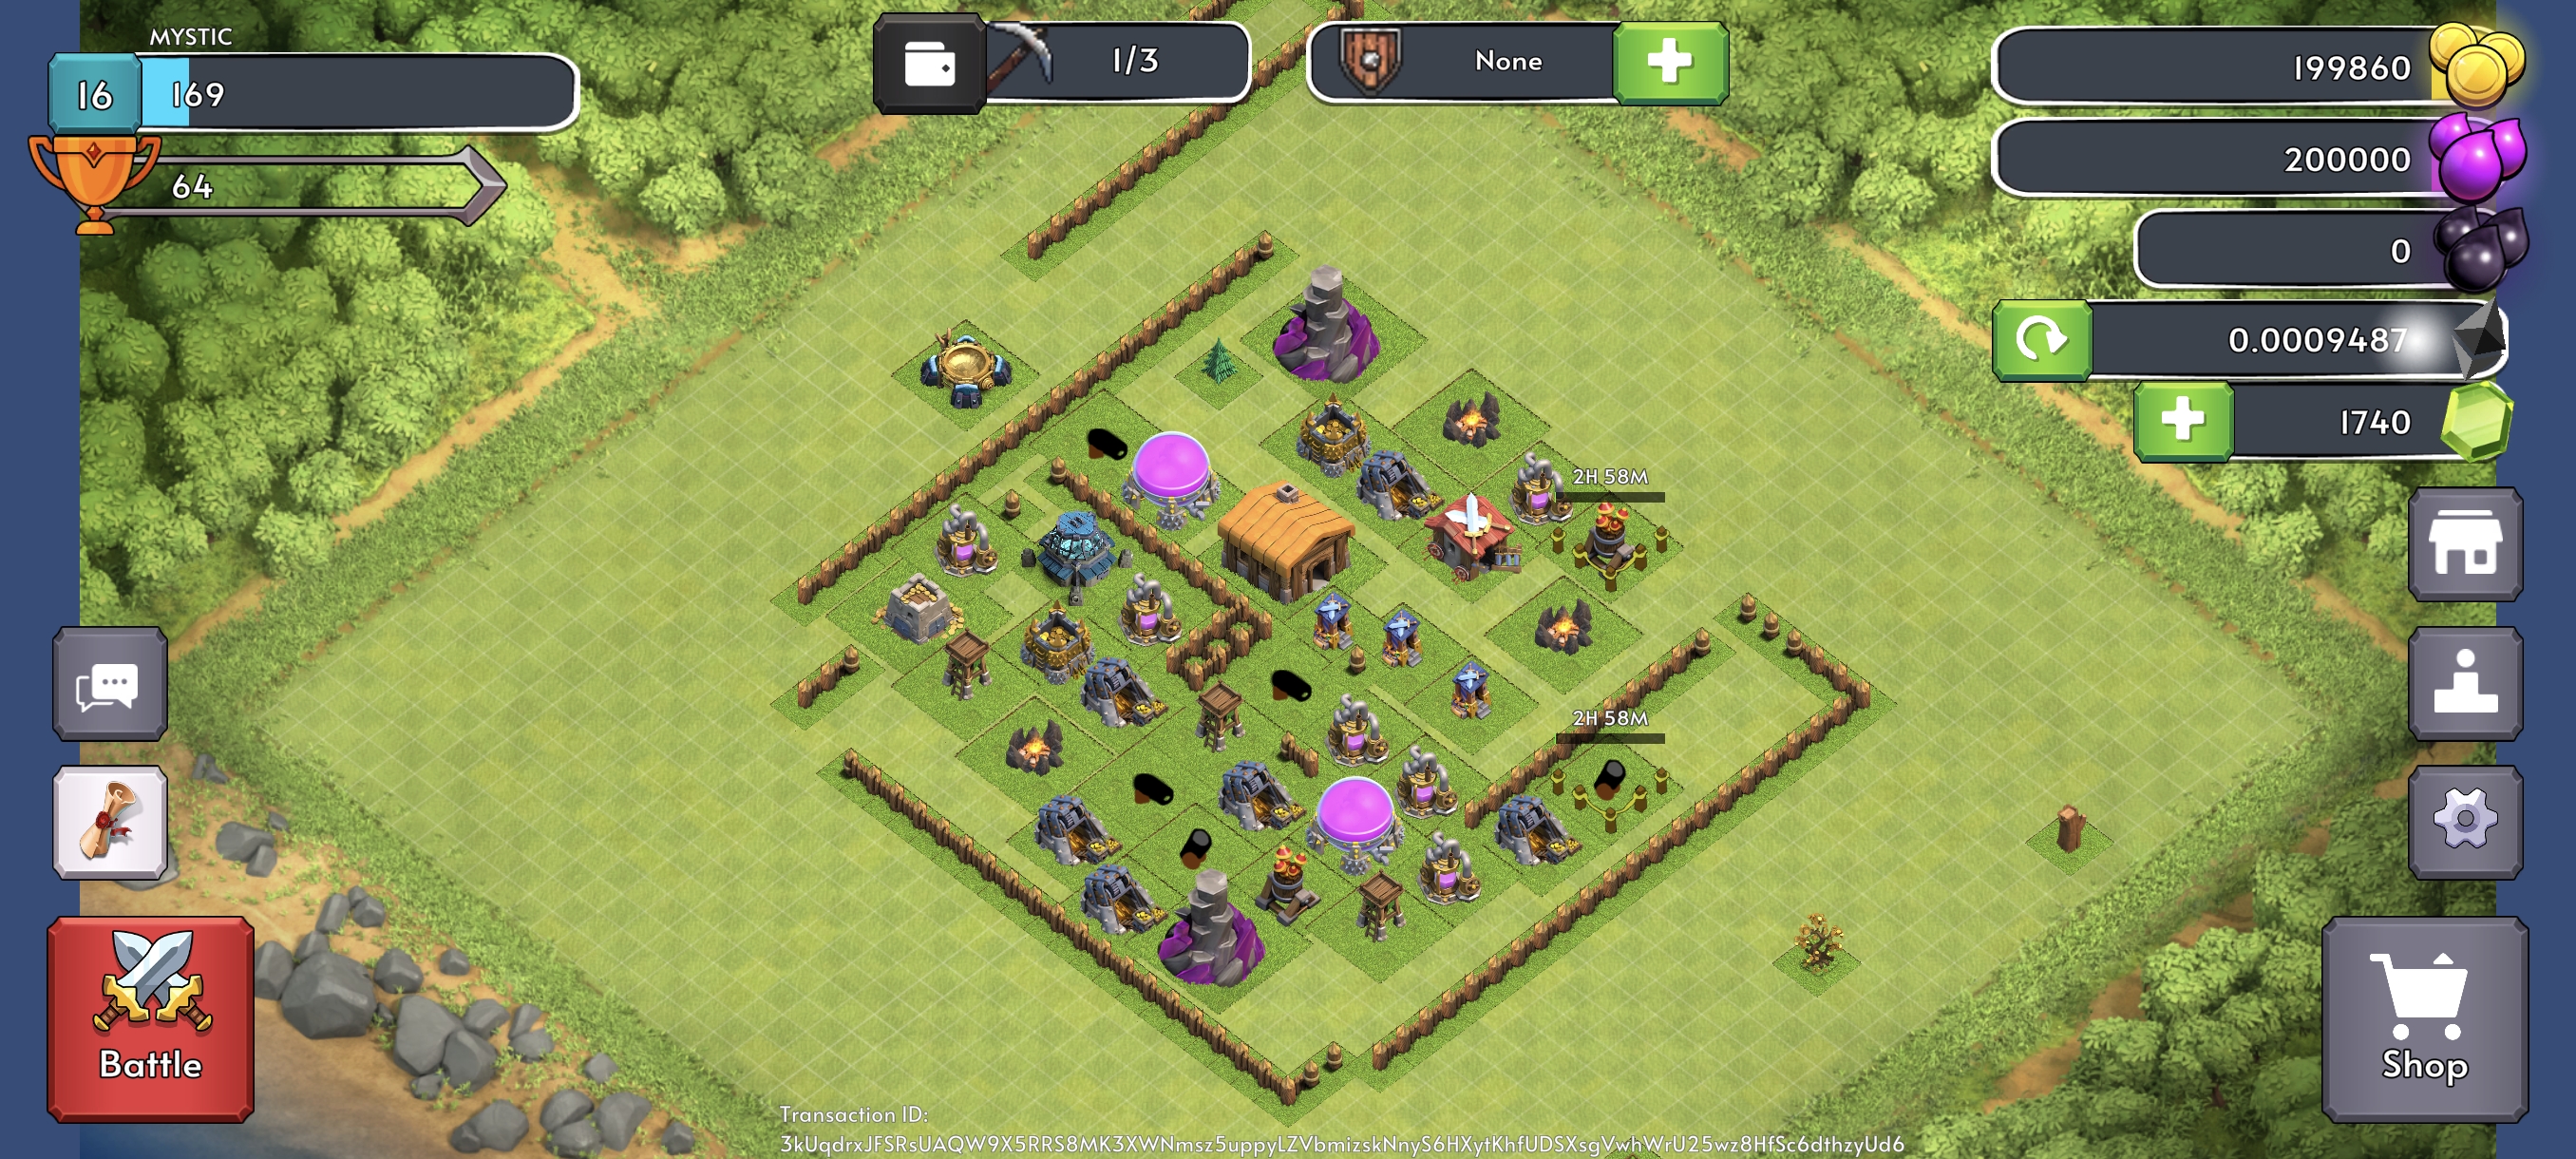 MYSTIC
16
169
64
1/3
None
199860
200000
0
0.0009487
1740
2H 58M
2H 58M
Battle
Shop
Transaction ID:
3kUqdrxJFSRsUAQW9X5RRS8MK3XWNmsz5uppyLZVbmizskNnyS6HXytKhfUDSXsgVwhWrU25wz8HfSc6dthzyUd6